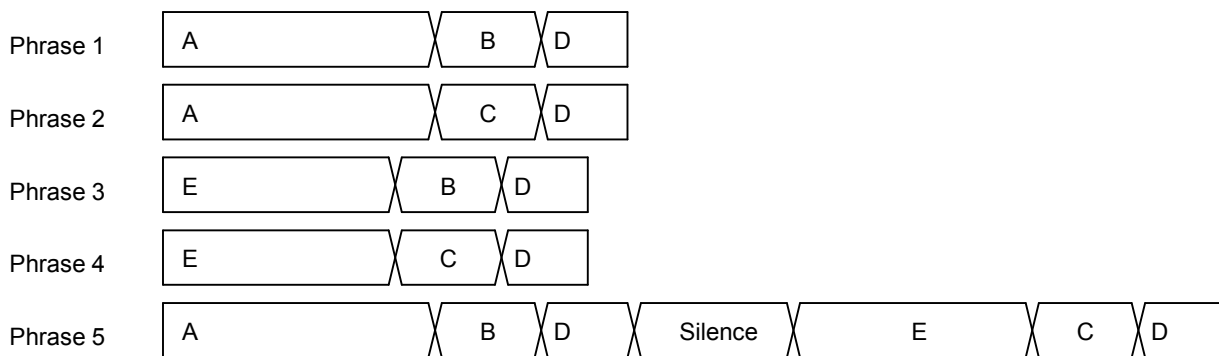 Phrase 1 A B D
Phrase 2 A C D
Phrase 3 E B D
Phrase 4 E C D
Phrase 5 A B D Silence E C D